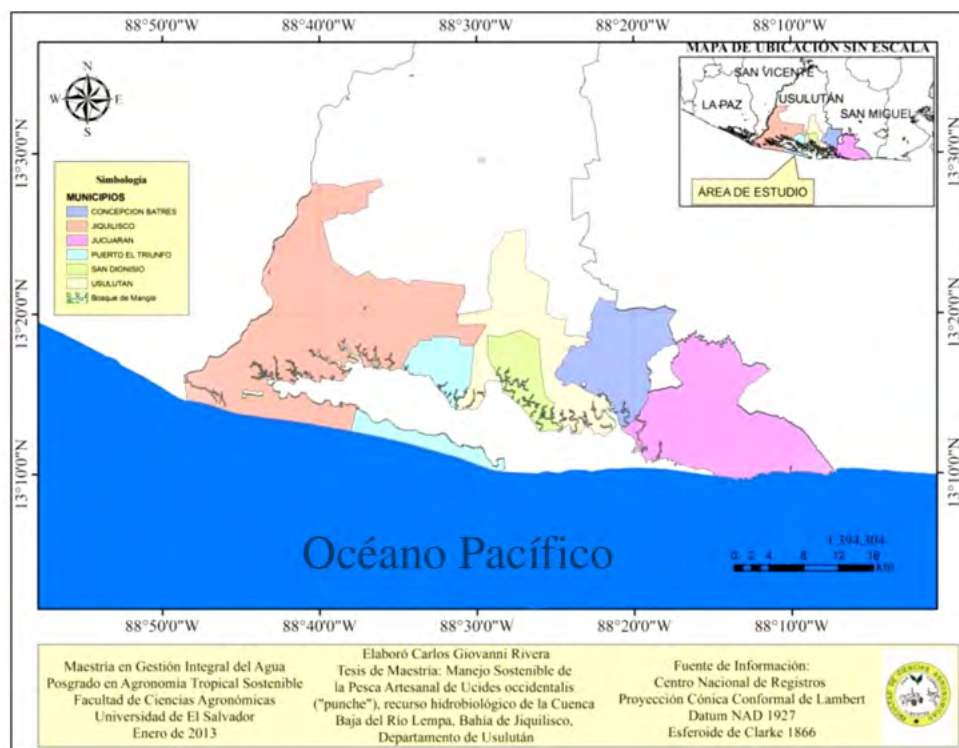 88°50'0"W 88°40'0"W 88°30'0"W 88°20'0"W 88°10'0"W
MAPA DE UBICACIÓN SIN ESCALA
SAN VICENTE
LA PAZ
USULUTÁN
SAN MIGUEL
ÁREA DE ESTUDIO
N
W E
S
13°30'0"N 13°30'0"N
Simbología
MUNICIPIOS
CONCEPCION BATRES
JIQUILISCO
JUCUARAN
PUERTO EL TRIUNFO
SAN DIONISIO
USULUTAN
Bosque de Mangle
13°20'0"N 13°20'0"N
13°10'0"N 13°10'0"N
Océano Pacífico
1:394,304
0 2 4 8 12 16
KM
88°50'0"W 88°40'0"W 88°30'0"W 88°20'0"W 88°10'0"W
Maestría en Gestión Integral del Agua
Posgrado en Agronomía Tropical Sostenible
Facultad de Ciencias Agronómicas
Universidad de El Salvador
Enero de 2013
Elaboró Carlos Giovanni Rivera
Tesis de Maestría: Manejo Sostenible de
la Pesca Artesanal de Ucides occidentalis
("punche"), recurso hidrobiológico de la Cuenca
Baja del Río Lempa, Bahía de Jiquilisco,
Departamento de Usulután
Fuente de Información:
Centro Nacional de Registros
Proyección Cónica Conformal de Lambert
Datum NAD 1927
Esferoide de Clarke 1866